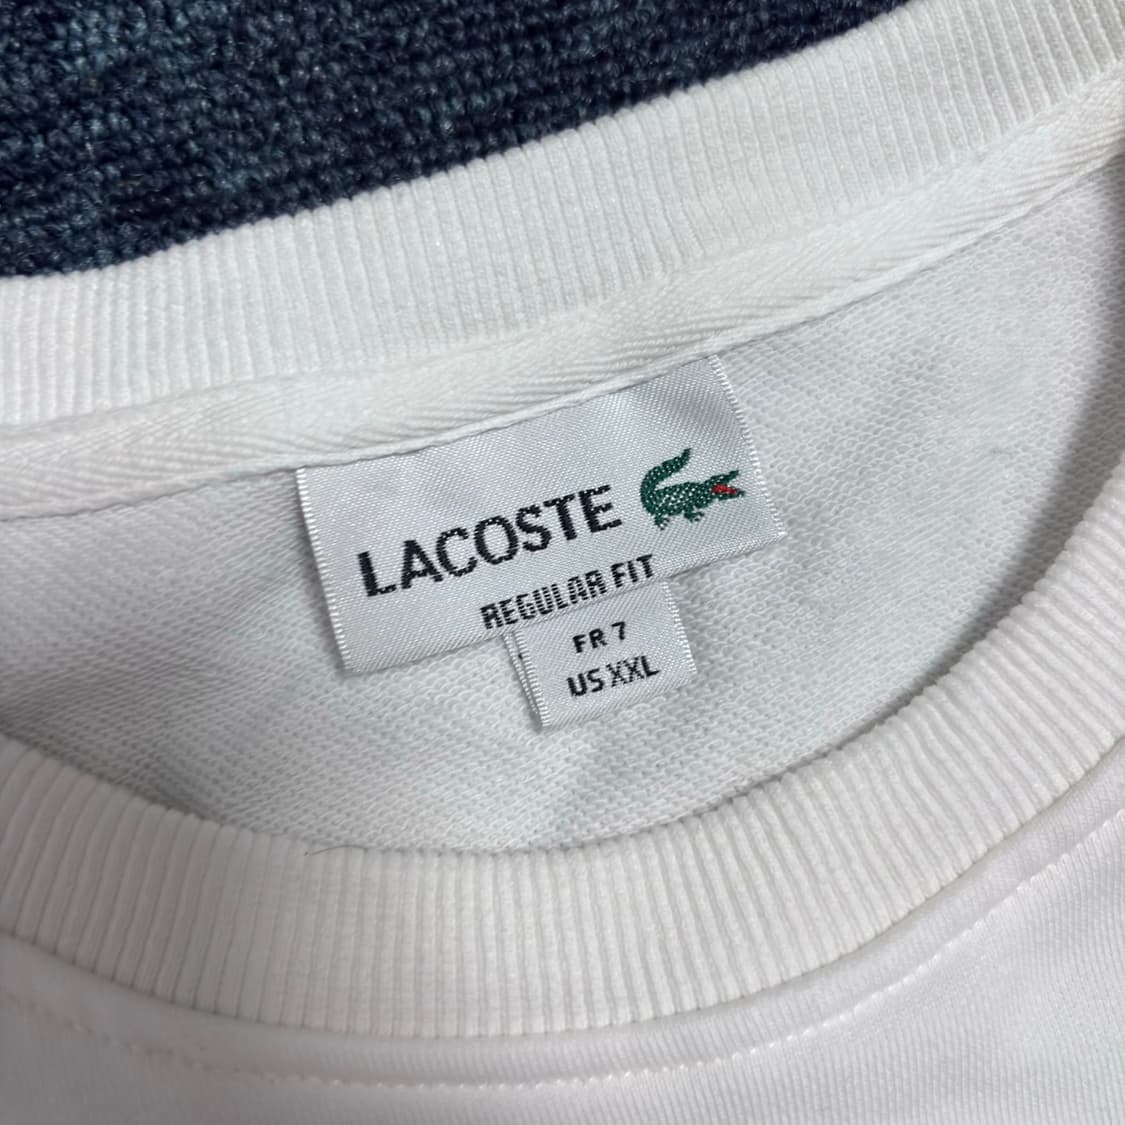 LACOSTE
REGULAR FIT
FR 7
US XXL